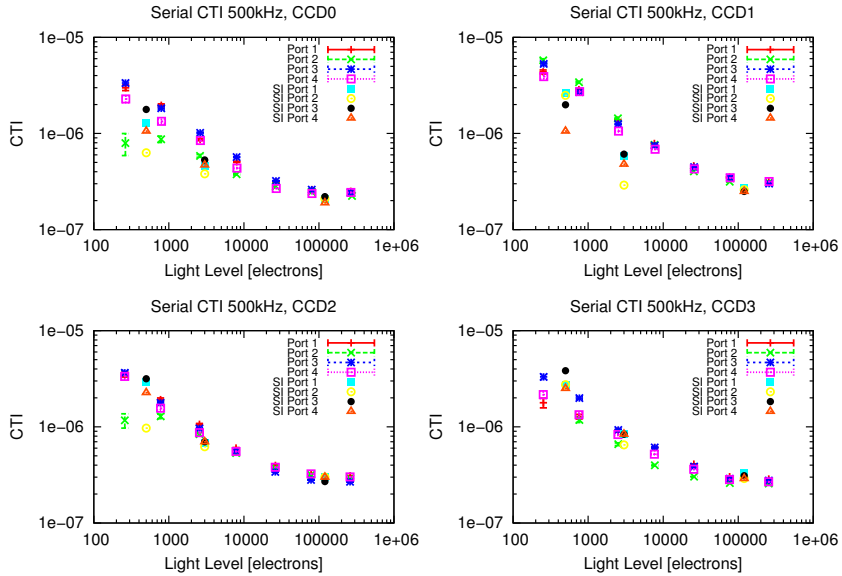 Serial CTI 500kHz, CCD0
CTI
1e-05
1e-06
1e-07
100 1000 10000 100000 1e+06
Light Level [electrons]
Port 1
Port 2
Port 3
Port 4
SI Port 1
SI Port 2
SI Port 3
SI Port 4
Serial CTI 500kHz, CCD1
CTI
1e-05
1e-06
1e-07
100 1000 10000 100000 1e+06
Light Level [electrons]
Port 1
Port 2
Port 3
Port 4
SI Port 1
SI Port 2
SI Port 3
SI Port 4
Serial CTI 500kHz, CCD2
CTI
1e-05
1e-06
1e-07
100 1000 10000 100000 1e+06
Light Level [electrons]
Port 1
Port 2
Port 3
Port 4
SI Port 1
SI Port 2
SI Port 3
SI Port 4
Serial CTI 500kHz, CCD3
CTI
1e-05
1e-06
1e-07
100 1000 10000 100000 1e+06
Light Level [electrons]
Port 1
Port 2
Port 3
Port 4
SI Port 1
SI Port 2
SI Port 3
SI Port 4